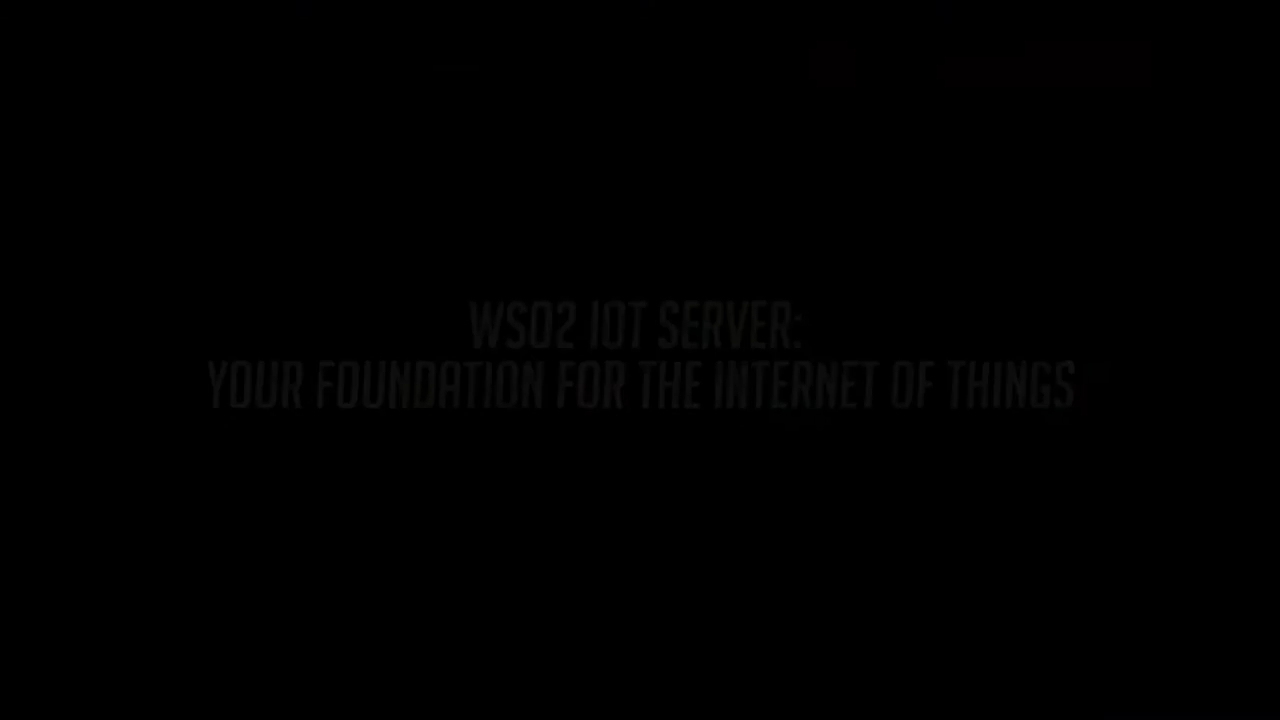 WSO2 IOT SERVER:
YOUR FOUNDATION FOR THE INTERNET OF THINGS